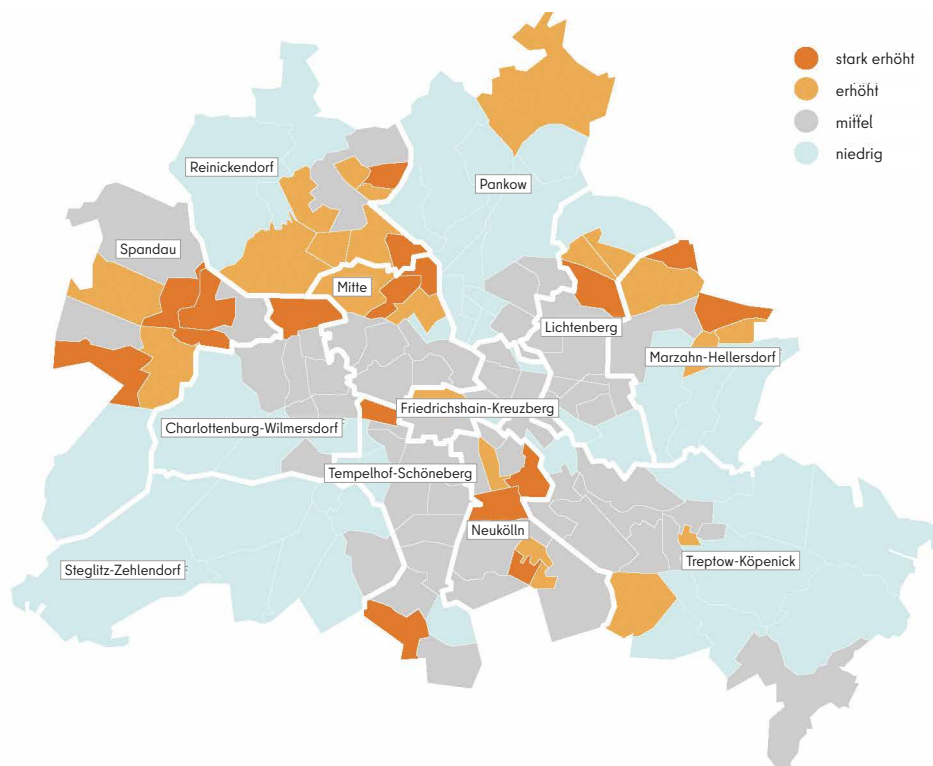 stark erhöht
erhöht
mittel
niedrig
Reinickendorf
Pankow
Spandau
Mitte
Lichtenberg
Marzahn-Hellersdorf
Friedrichshain-Kreuzberg
Charlottenburg-Wilmersdorf
Tempelhof-Schöneberg
Neukölln
Treptow-Köpenick
Steglitz-Zehlendorf